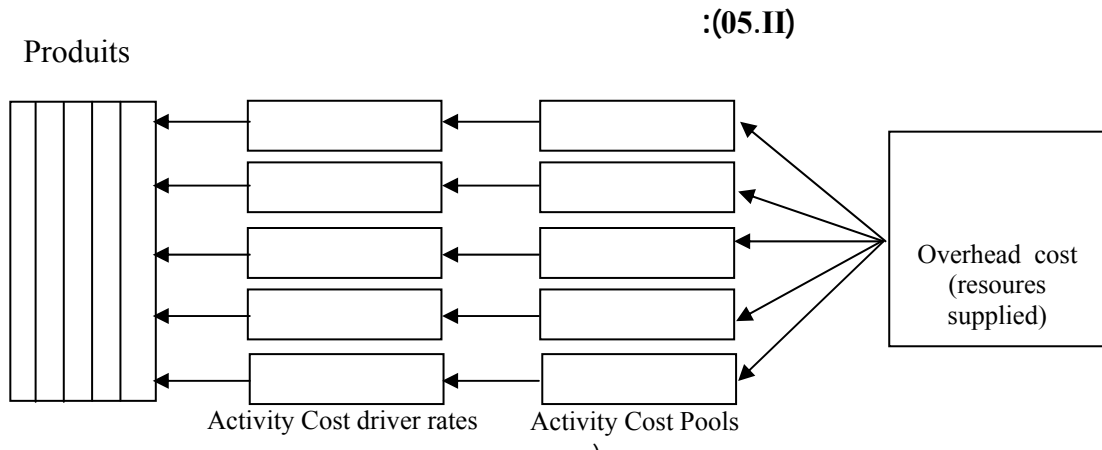 :(05.II)
Produits
Overhead cost
(resoures
supplied)
Activity Cost driver rates
Activity Cost Pools
)